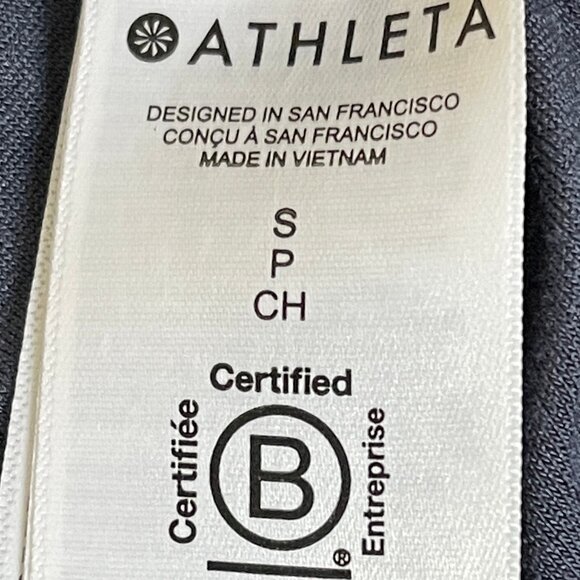 ATHLETA
DESIGNED IN SAN FRANCISCO
CONÇU À SAN FRANCISCO
MADE IN VIETNAM
S
P
CH
Certified
Certifiée
B
Entreprise
®